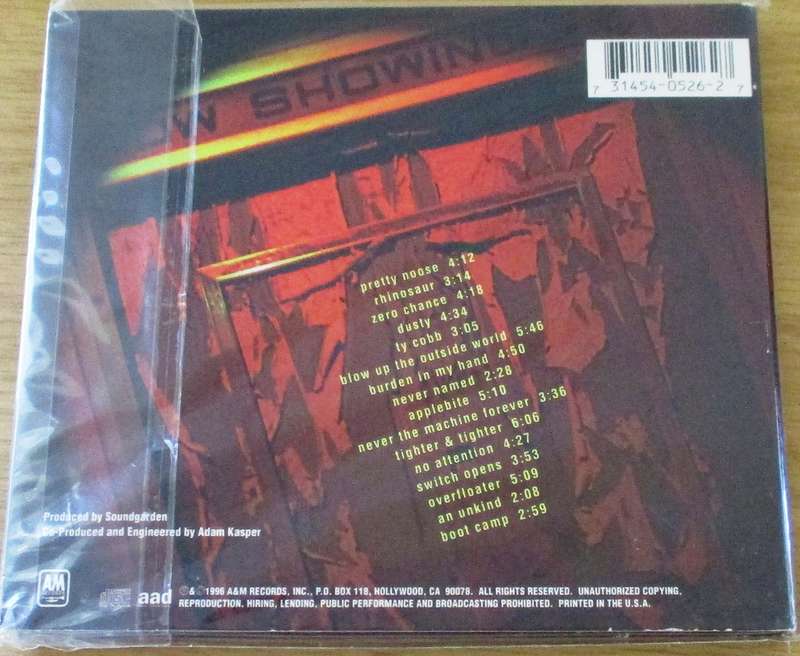 OW SHOWING
7 31454-0526-2 7
pretty noose 4:12
rhinosaur 3:14
zero chance 4:18
dusty 4:34
ty cobb 3:05
blow up the outside world 5:46
burden in my hand 4:50
never named 2:28
applebite 5:10
never the machine forever 3:36
tighter & tighter 6:06
no attention 4:27
switch opens 3:53
overfloater 5:09
an unkind 2:08
boot camp 2:59
Produced by Soundgarden
Co-Produced and Engineered by Adam Kasper
AM
aad
℗ & © 1996 A&M RECORDS, INC., P.O. BOX 118, HOLLYWOOD, CA 90078. ALL RIGHTS RESERVED. UNAUTHORIZED COPYING,
REPRODUCTION, HIRING, LENDING, PUBLIC PERFORMANCE AND BROADCASTING PROHIBITED. PRINTED IN THE U.S.A.